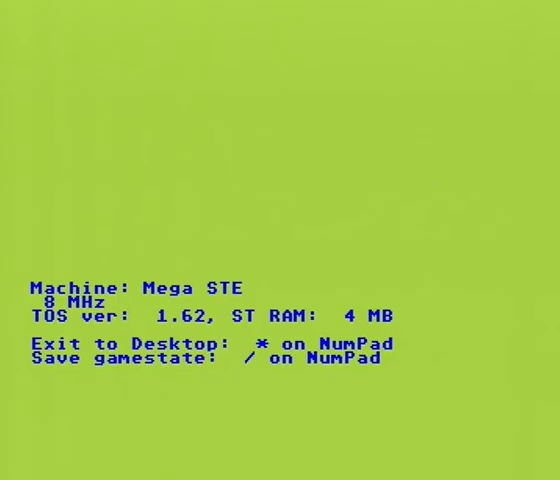 Machine: Mega STE
8 MHz
TOS ver:  1.62, ST RAM:  4 MB
Exit to Desktop:  * on NumPad
Save gamestate:  / on NumPad